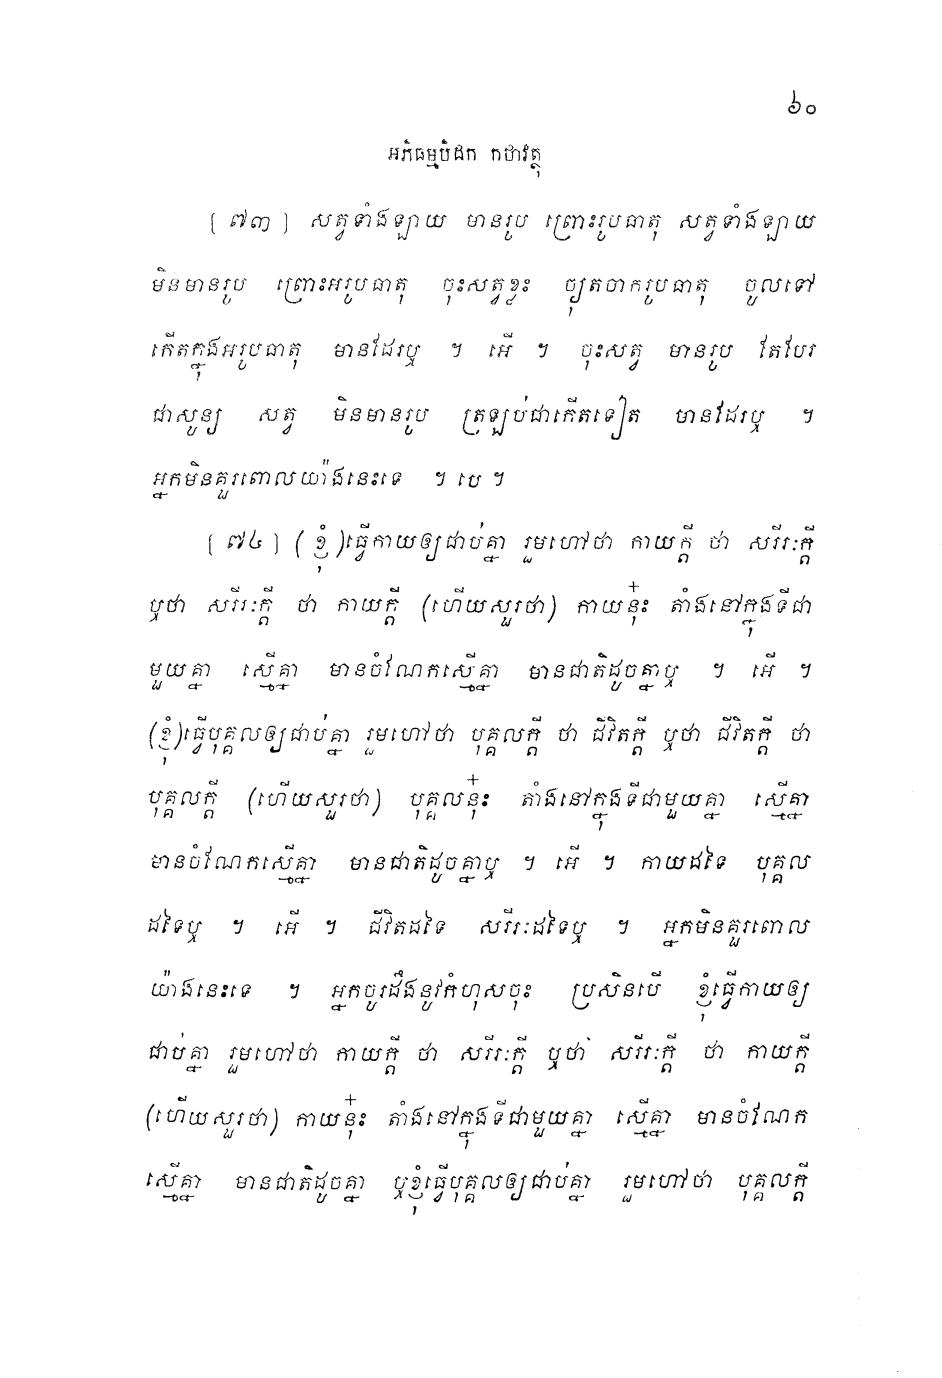 ៦០
អភិធម្មបិដក កថាវត្ថុ
[ ៧៣ ] សត្វទាំងឡាយ មានរូប ព្រោះរូបធាតុ សត្វទាំងឡាយ
មិនមានរូប ព្រោះអរូបធាតុ ចុះសត្វខ្លះ ច្យុតចាករូបធាតុ ចូលទៅ
កើតក្នុងអរូបធាតុ មានដែរឬ ។ អើ ។ ចុះសត្វ មានរូប តែបែរ
ជាសូន្យ សត្វ មិនមានរូប ត្រឡប់ជាកើតទៀត មានដែរឬ ។
អ្នកមិនគួរពោលយ៉ាងនេះទេ ។ បេ ។
[ ៧៤ ] (ខ្ញុំ)ធ្វើកាយឲ្យជាប់គ្នា រួមហៅថា កាយក្តី ថា សរីរៈក្តី
ឬថា សរីរៈក្តី ថា កាយក្តី (ហើយសួរថា) កាយនុ៎ះ តាំងនៅក្នុងទីជា
មួយគ្នា ស្មើគ្នា មានចំណែកស្មើគ្នា មានជាតិដូចគ្នាឬ ។ អើ ។
(ខ្ញុំ)ធ្វើបុគ្គលឲ្យជាប់គ្នា រួមហៅថា បុគ្គលក្តី ថា ជីវិតក្តី ឬថា ជីវិតក្តី ថា
បុគ្គលក្តី (ហើយសួរថា) បុគ្គលនុ៎ះ តាំងនៅក្នុងទីជាមួយគ្នា ស្មើគ្នា
មានចំណែកស្មើគ្នា មានជាតិដូចគ្នាឬ ។ អើ ។ កាយដទៃ បុគ្គល
ដទៃឬ ។ អើ ។ ជីវិតដទៃ សរីរៈដទៃឬ ។ អ្នកមិនគួរពោល
យ៉ាងនេះទេ ។ អ្នកចូរដឹងនូវកំហុសចុះ ប្រសិនបើ ខ្ញុំធ្វើកាយឲ្យ
ជាប់គ្នា រួមហៅថា កាយក្តី ថា សរីរៈក្តី ឬថា សរីរៈក្តី ថា កាយក្តី
(ហើយសួរថា) កាយនុ៎ះ តាំងនៅក្នុងទីជាមួយគ្នា ស្មើគ្នា មានចំណែក
ស្មើគ្នា មានជាតិដូចគ្នា ឬខ្ញុំធ្វើបុគ្គលឲ្យជាប់គ្នា រួមហៅថា បុគ្គលក្តី